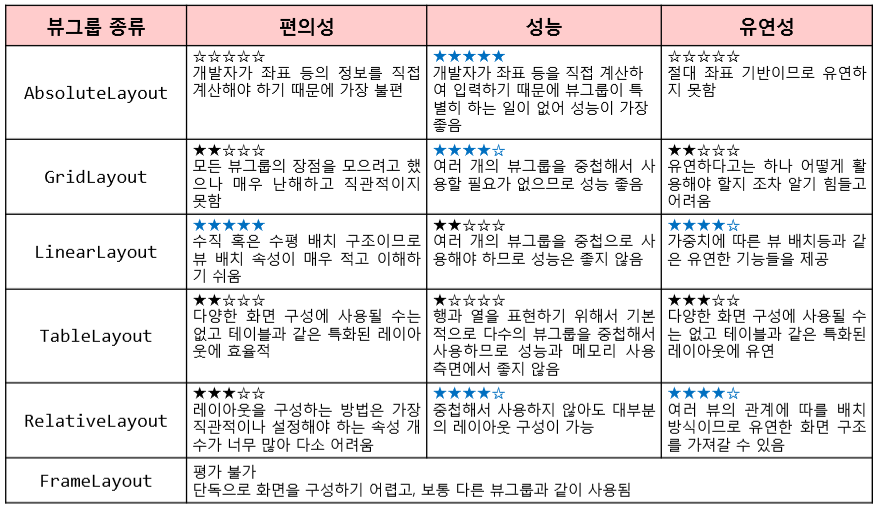 뷰그룹 종류
편의성
성능
유연성
AbsoluteLayout
☆☆☆☆☆
개발자가 좌표 등의 정보를 직접
계산해야 하기 때문에 가장 불편
★★★★★
개발자가 좌표 등을 직접 계산하
여 입력하기 때문에 뷰그룹이 특
별히 하는 일이 없어 성능이 가장
좋음
☆☆☆☆☆
절대 좌표 기반이므로 유연하
지 못함
GridLayout
★★☆☆☆
모든 뷰그룹의 장점을 모으려고 했
으나 매우 난해하고 직관적이지
못함
★★★★☆
여러 개의 뷰그룹을 중첩해서 사
용할 필요가 없으므로 성능 좋음
★★☆☆☆
유연하다고는 하나 어떻게 활
용해야 할지 조차 알기 힘들고
어려움
LinearLayout
★★★★★
수직 혹은 수평 배치 구조이므로
뷰 배치 속성이 매우 적고 이해하
기 쉬움
★★☆☆☆
여러 개의 뷰그룹을 중첩으로 사
용해야 하므로 성능은 좋지 않음
★★★★☆
가중치에 따른 뷰 배치등과 같
은 유연한 기능들을 제공
TableLayout
★★☆☆☆
다양한 화면 구성에 사용될 수는
없고 테이블과 같은 특화된 레이아
웃에 효율적
★☆☆☆☆
행과 열을 표현하기 위해서 기본
적으로 다수의 뷰그룹을 중첩해서
사용하므로 성능과 메모리 사용
측면에서 좋지 않음
★★★☆☆
다양한 화면 구성에 사용될 수
는 없고 테이블과 같은 특화된
레이아웃에 유연
RelativeLayout
★★★☆☆
레이아웃을 구성하는 방법은 가장
직관적이나 설정해야 하는 속성 개
수가 너무 많아 다소 어려움
★★★★☆
중첩해서 사용하지 않아도 대부분
의 레이아웃 구성이 가능
★★★★☆
여러 뷰의 관계에 따를 배치
방식이므로 유연한 화면 구조
를 가져갈 수 있음
FrameLayout
평가 불가
단독으로 화면을 구성하기 어렵고, 보통 다른 뷰그룹과 같이 사용됨